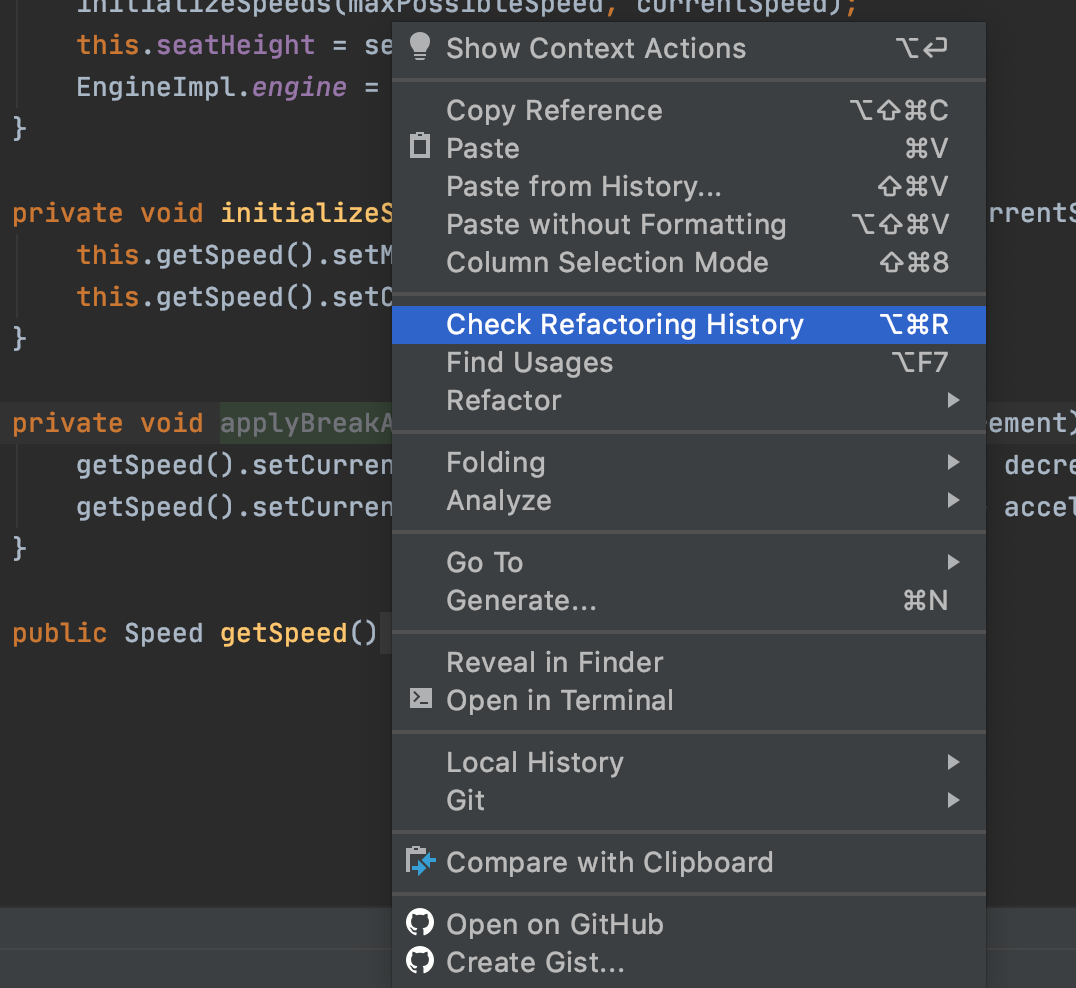 initializeSpeeds(maxPossibleSpeed, currentSpeed);
this.seatHeight = se
EngineImpl.engine =
}
private void initializeS
this.getSpeed().setM
this.getSpeed().setC
}
private void applyBreakA
getSpeed().setCurren
getSpeed().setCurren
}
public Speed getSpeed()
Show Context Actions ⌥⏎
Copy Reference ⌥⇧⌘C
Paste ⌘V
Paste from History... ⇧⌘V
Paste without Formatting ⌥⇧⌘V
Column Selection Mode ⇧⌘8
Check Refactoring History ⌥⌘R
Find Usages ⌥F7
Refactor
Folding
Analyze
Go To
Generate... ⌘N
Reveal in Finder
Open in Terminal
Local History
Git
Compare with Clipboard
Open on GitHub
Create Gist...
rrentS
ement)
decre
accel